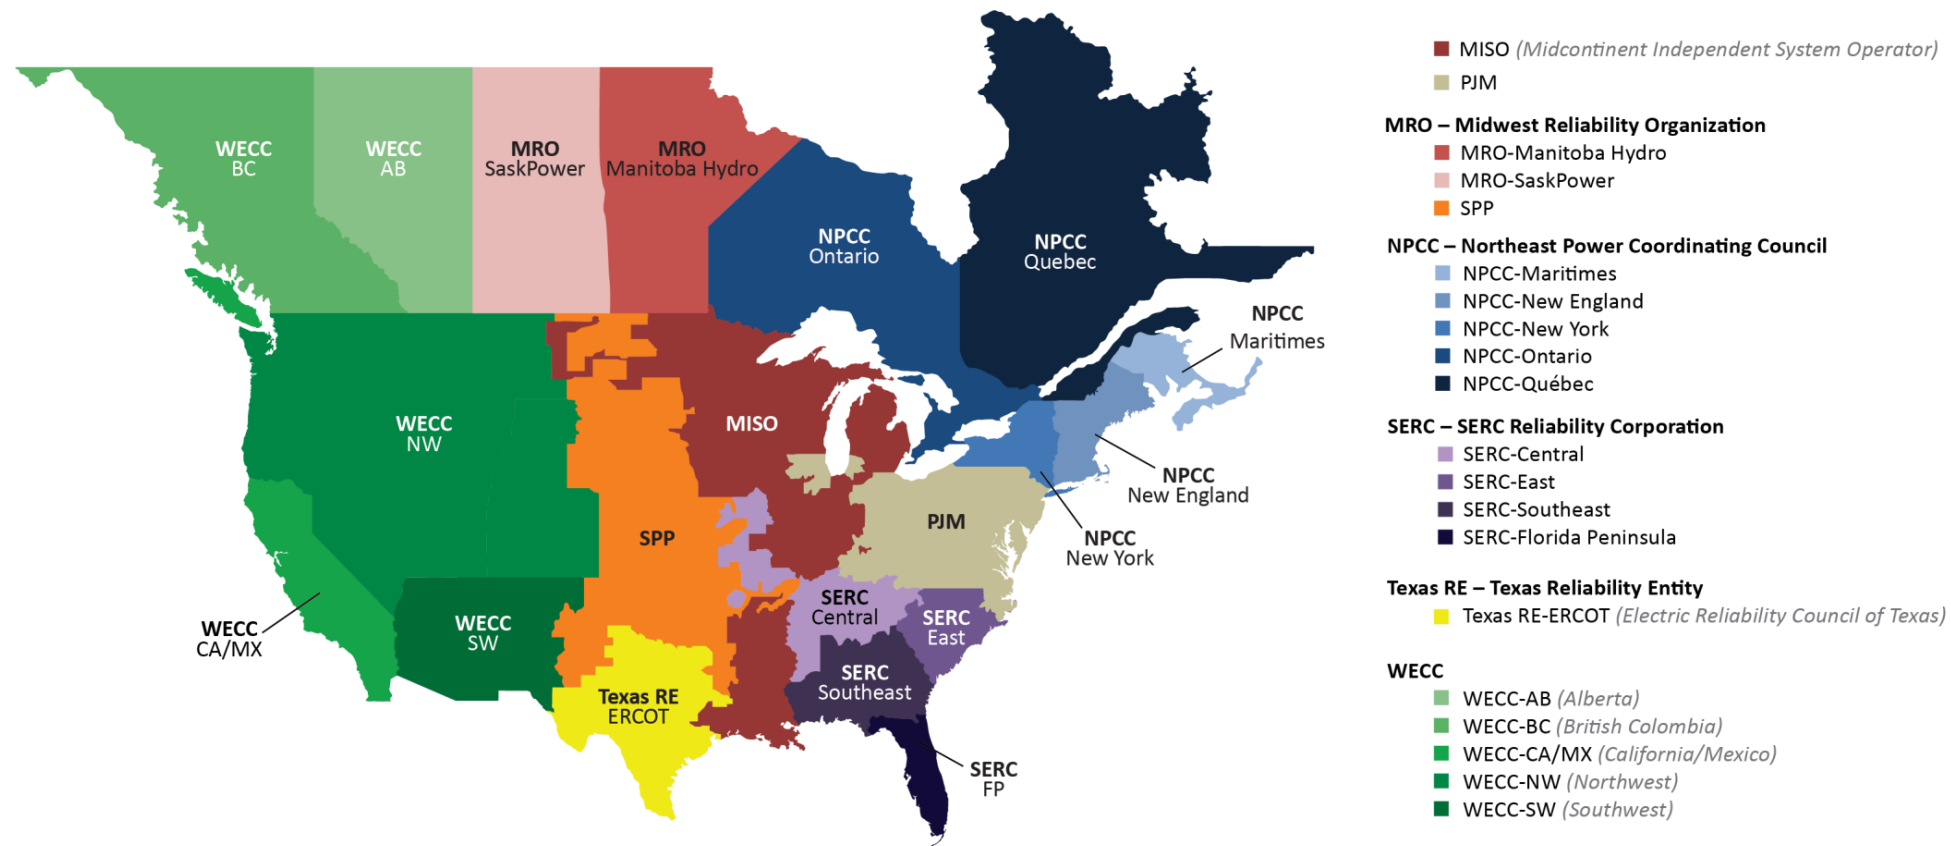 WECC
BC
WECC
AB
MRO
SaskPower
MRO
Manitoba Hydro
NPCC
Ontario
NPCC
Quebec
NPCC
Maritimes
WECC
NW
MISO
NPCC
New England
SPP
PJM
NPCC
New York
WECC
CA/MX
WECC
SW
SERC
Central
SERC
East
SERC
Southeast
Texas RE
ERCOT
SERC
FP
MISO (Midcontinent Independent System Operator)
PJM
MRO – Midwest Reliability Organization
MRO-Manitoba Hydro
MRO-SaskPower
SPP
NPCC – Northeast Power Coordinating Council
NPCC-Maritimes
NPCC-New England
NPCC-New York
NPCC-Ontario
NPCC-Québec
SERC – SERC Reliability Corporation
SERC-Central
SERC-East
SERC-Southeast
SERC-Florida Peninsula
Texas RE – Texas Reliability Entity
Texas RE-ERCOT (Electric Reliability Council of Texas)
WECC
WECC-AB (Alberta)
WECC-BC (British Colombia)
WECC-CA/MX (California/Mexico)
WECC-NW (Northwest)
WECC-SW (Southwest)